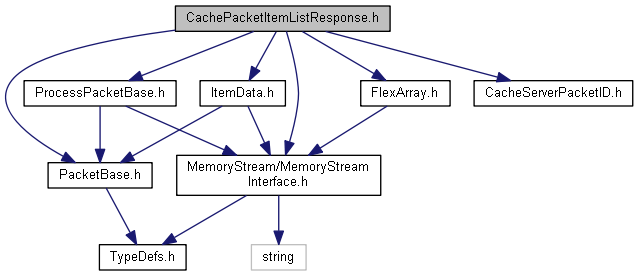 CachePacketItemListResponse.h
ProcessPacketBase.h
ItemData.h
FlexArray.h
CacheServerPacketID.h
MemoryStream/MemoryStream
Interface.h
PacketBase.h
TypeDefs.h
string